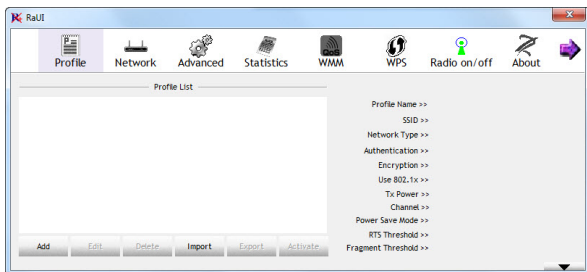 RaUI
Profile Network Advanced Statistics WMM WPS Radio on/off About
QoS
Profile List
Profile Name >>
SSID >>
Network Type >>
Authentication >>
Encryption >>
Use 802.1x >>
Tx Power >>
Channel >>
Power Save Mode >>
RTS Threshold >>
Fragment Threshold >>
Add Edit Delete Import Export Activate